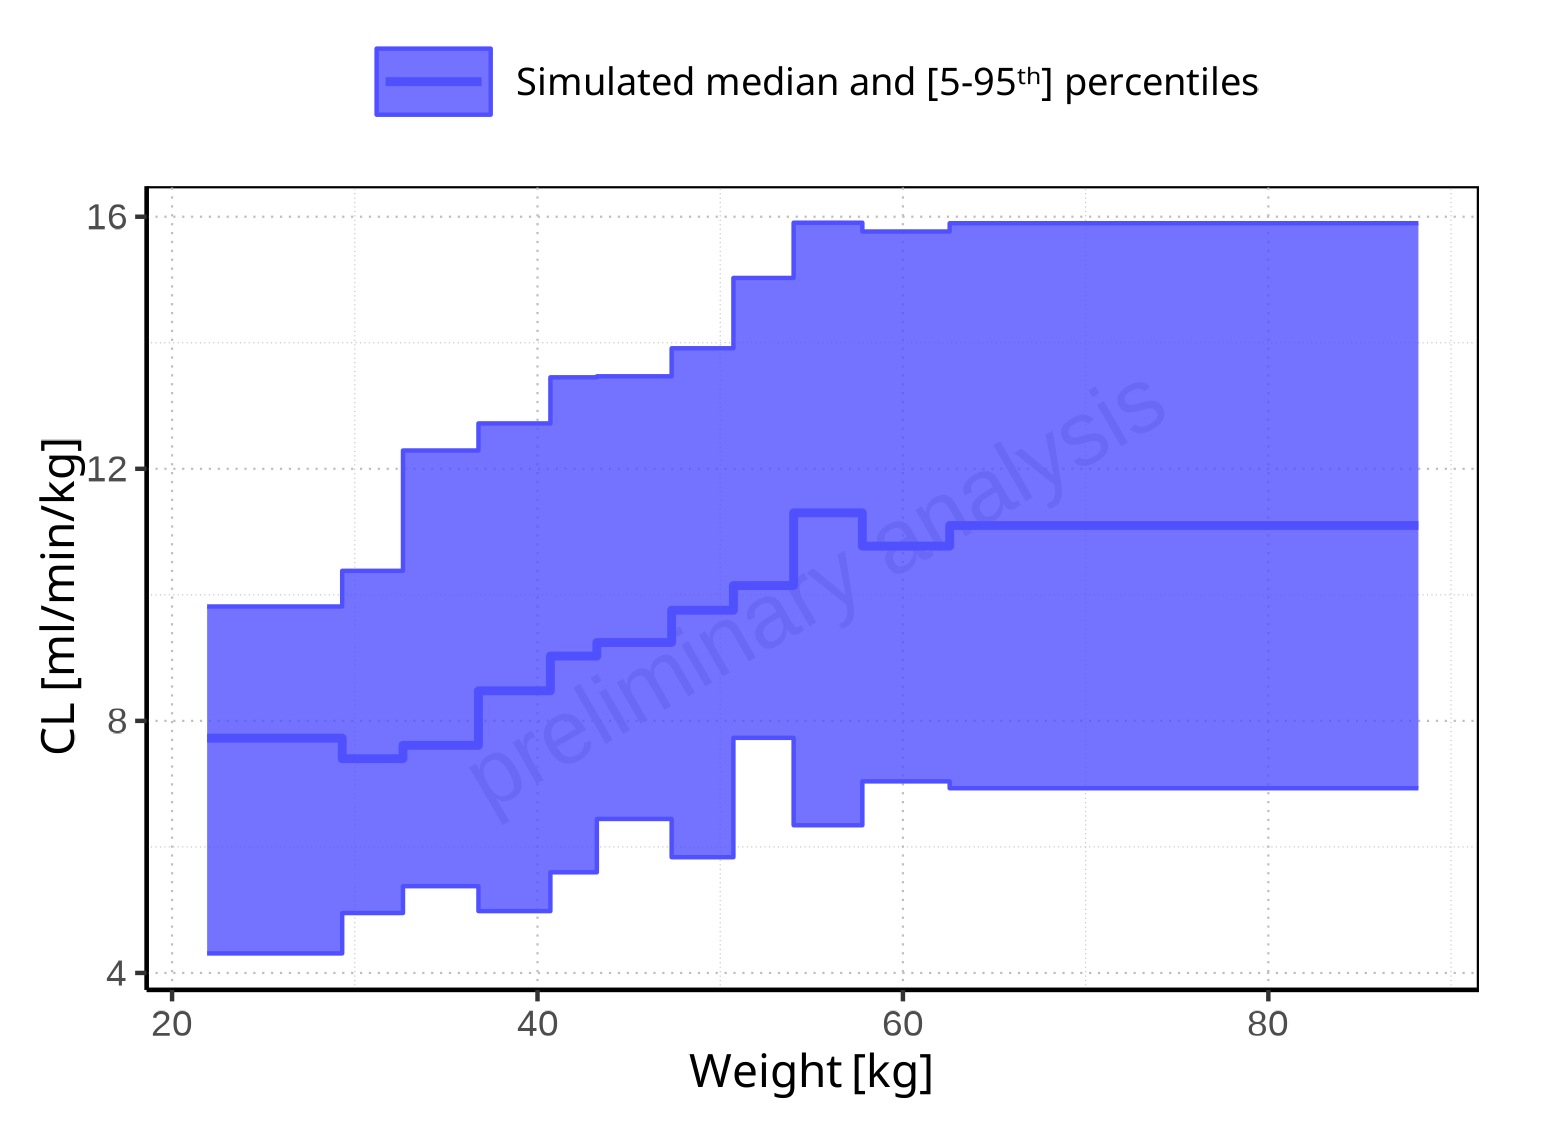 Simulated median and [5-95ᵗʰ] percentiles
16
12
8
4
CL [ml/min/kg]
preliminary analysis
20 40 60 80
Weight [kg]